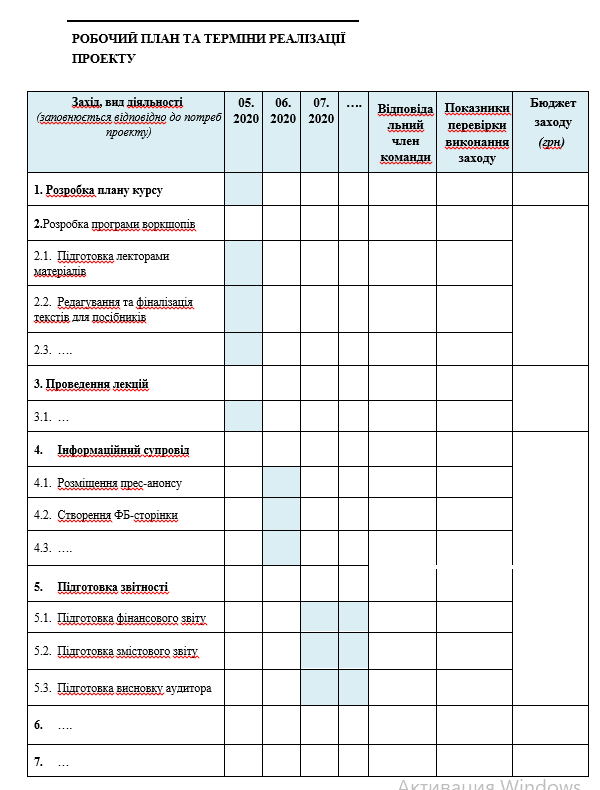 РОБОЧИЙ ПЛАН ТА ТЕРМІНИ РЕАЛІЗАЦІЇ
ПРОЕКТУ
Захід, вид діяльності
(заповнюється відповідно до потреб
проекту)
05.
2020
06.
2020
07.
2020
….
Відповіда
льний
член
команди
Показники
перевірки
виконання
заходу
Бюджет
заходу
(грн)
1. Розробка плану курсу
2.Розробка програми воркшопів
2.1. Підготовка лекторами
матеріалів
2.2. Редагування та фіналізація
текстів для посібників
2.3. ….
3. Проведення лекцій
3.1. …
4. Інформаційний супровід
4.1. Розміщення прес-анонсу
4.2. Створення ФБ-сторінки
4.3. ….
5. Підготовка звітності
5.1. Підготовка фінансового звіту
5.2. Підготовка змістового звіту
5.3. Підготовка висновку аудитора
6. ….
7. …
Активация Windows